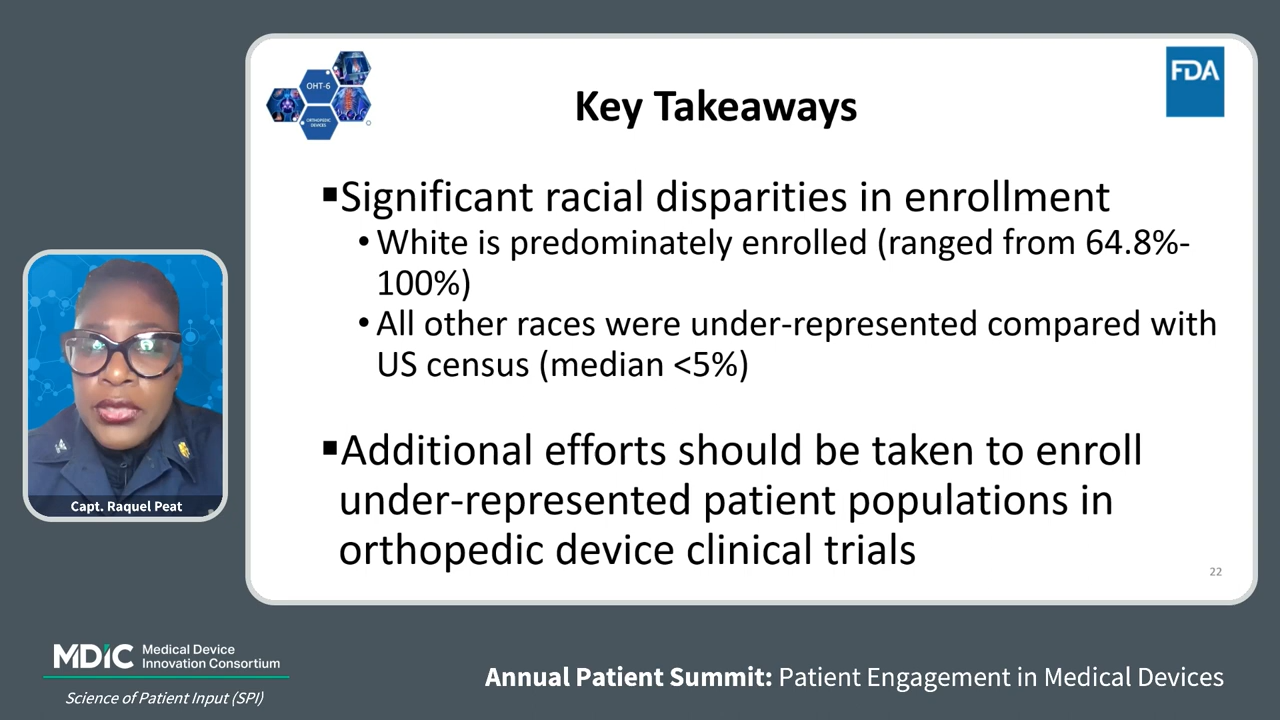 OHT-6
ORTHOPEDIC
DEVICES
FDA
Key Takeaways
▪Significant racial disparities in enrollment
• White is predominately enrolled (ranged from 64.8%-
100%)
• All other races were under-represented compared with
US census (median <5%)
▪Additional efforts should be taken to enroll
under-represented patient populations in
orthopedic device clinical trials
22
Capt. Raquel Peat
MDIC Medical Device
Innovation Consortium
Science of Patient Input (SPI)
Annual Patient Summit: Patient Engagement in Medical Devices